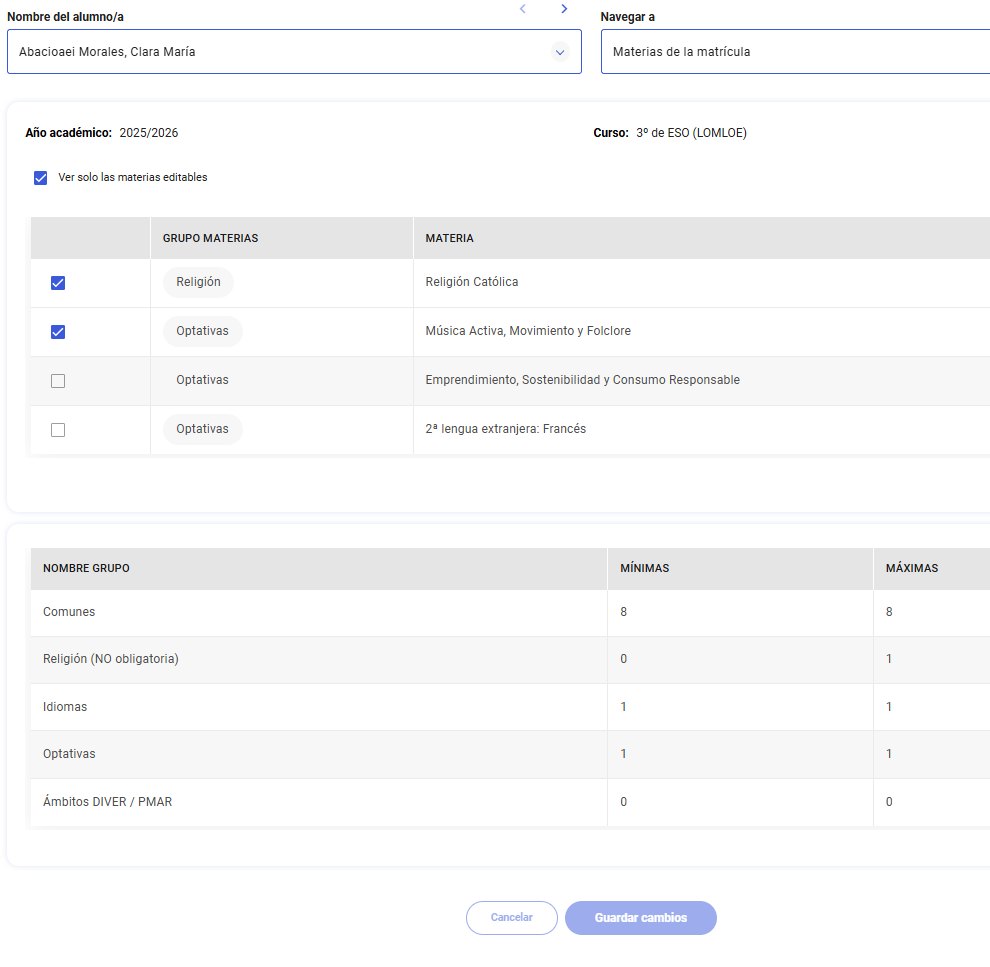 Nombre del alumno/a
Navegar a
Abacioaei Morales, Clara María
Materias de la matrícula
Año académico: 2025/2026
Curso: 3º de ESO (LOMLOE)
Ver solo las materias editables
GRUPO MATERIAS MATERIA
Religión Religión Católica
Optativas Música Activa, Movimiento y Folclore
Optativas Emprendimiento, Sostenibilidad y Consumo Responsable
Optativas 2ª lengua extranjera: Francés
NOMBRE GRUPO MÍNIMAS MÁXIMAS
Comunes 8 8
Religión (NO obligatoria) 0 1
Idiomas 1 1
Optativas 1 1
Ámbitos DIVER / PMAR 0 0
Cancelar Guardar cambios